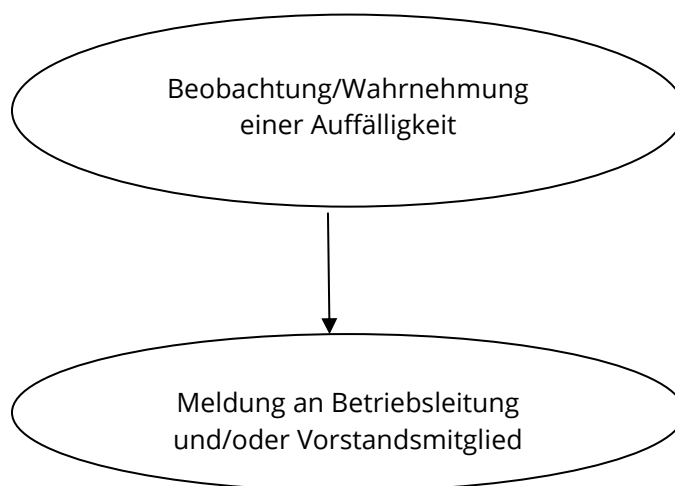 Beobachtung/Wahrnehmung
einer Auffälligkeit
Meldung an Betriebsleitung
und/oder Vorstandsmitglied